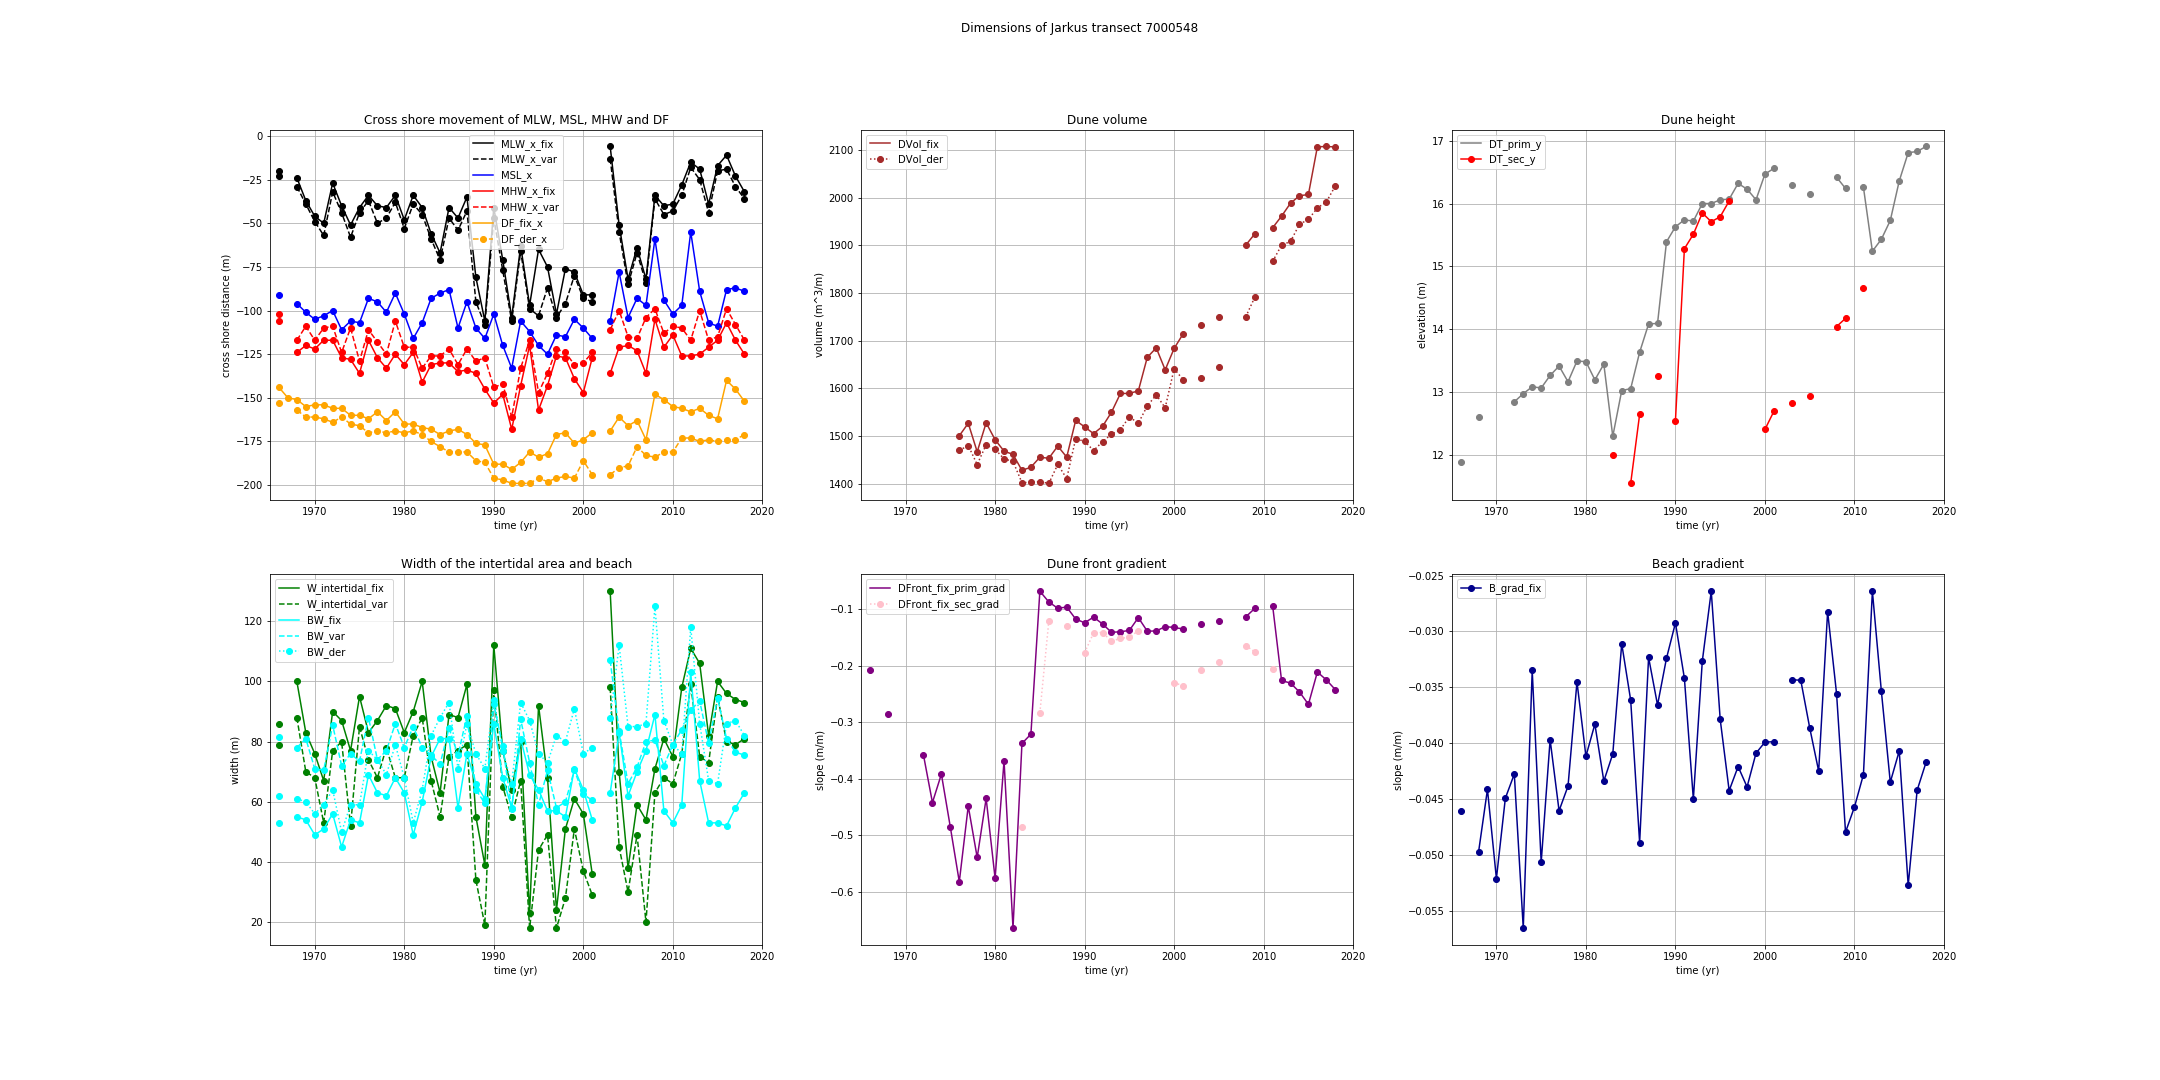 Dimensions of Jarkus transect 7000548
Cross shore movement of MLW, MSL, MHW and DF
cross shore distance (m)
0
−25
−50
−75
−100
−125
−150
−175
−200
MLW_x_fix
MLW_x_var
MSL_x
MHW_x_fix
MHW_x_var
DF_fix_x
DF_der_x
1970 1980 1990 2000 2010 2020
time (yr)
Dune volume
volume (m^3/m)
2100
2000
1900
1800
1700
1600
1500
1400
DVol_fix
DVol_der
1970 1980 1990 2000 2010 2020
time (yr)
Dune height
elevation (m)
17
16
15
14
13
12
DT_prim_y
DT_sec_y
1970 1980 1990 2000 2010 2020
time (yr)
Width of the intertidal area and beach
width (m)
120
100
80
60
40
20
W_intertidal_fix
W_intertidal_var
BW_fix
BW_var
BW_der
1970 1980 1990 2000 2010 2020
time (yr)
Dune front gradient
slope (m/m)
−0.1
−0.2
−0.3
−0.4
−0.5
−0.6
DFront_fix_prim_grad
DFront_fix_sec_grad
1970 1980 1990 2000 2010 2020
time (yr)
Beach gradient
slope (m/m)
−0.025
−0.030
−0.035
−0.040
−0.045
−0.050
−0.055
B_grad_fix
1970 1980 1990 2000 2010 2020
time (yr)